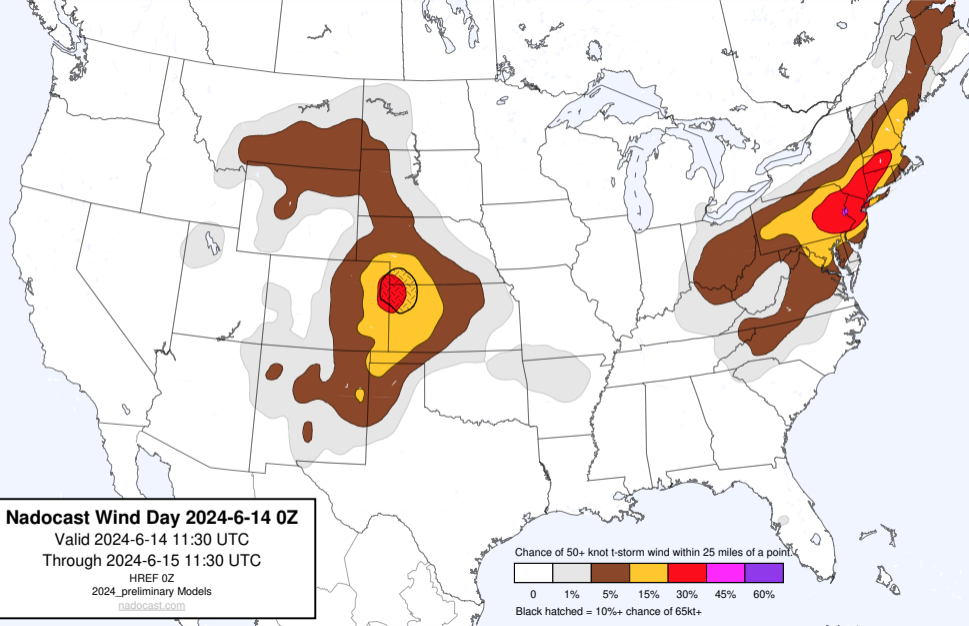 Nadocast Wind Day 2024-6-14 0Z
Valid 2024-6-14 11:30 UTC
Through 2024-6-15 11:30 UTC
HREF 0Z
2024_preliminary Models
nadocast.com
Chance of 50+ knot t-storm wind within 25 miles of a point.
0 1% 5% 15% 30% 45% 60%
Black hatched = 10%+ chance of 65kt+